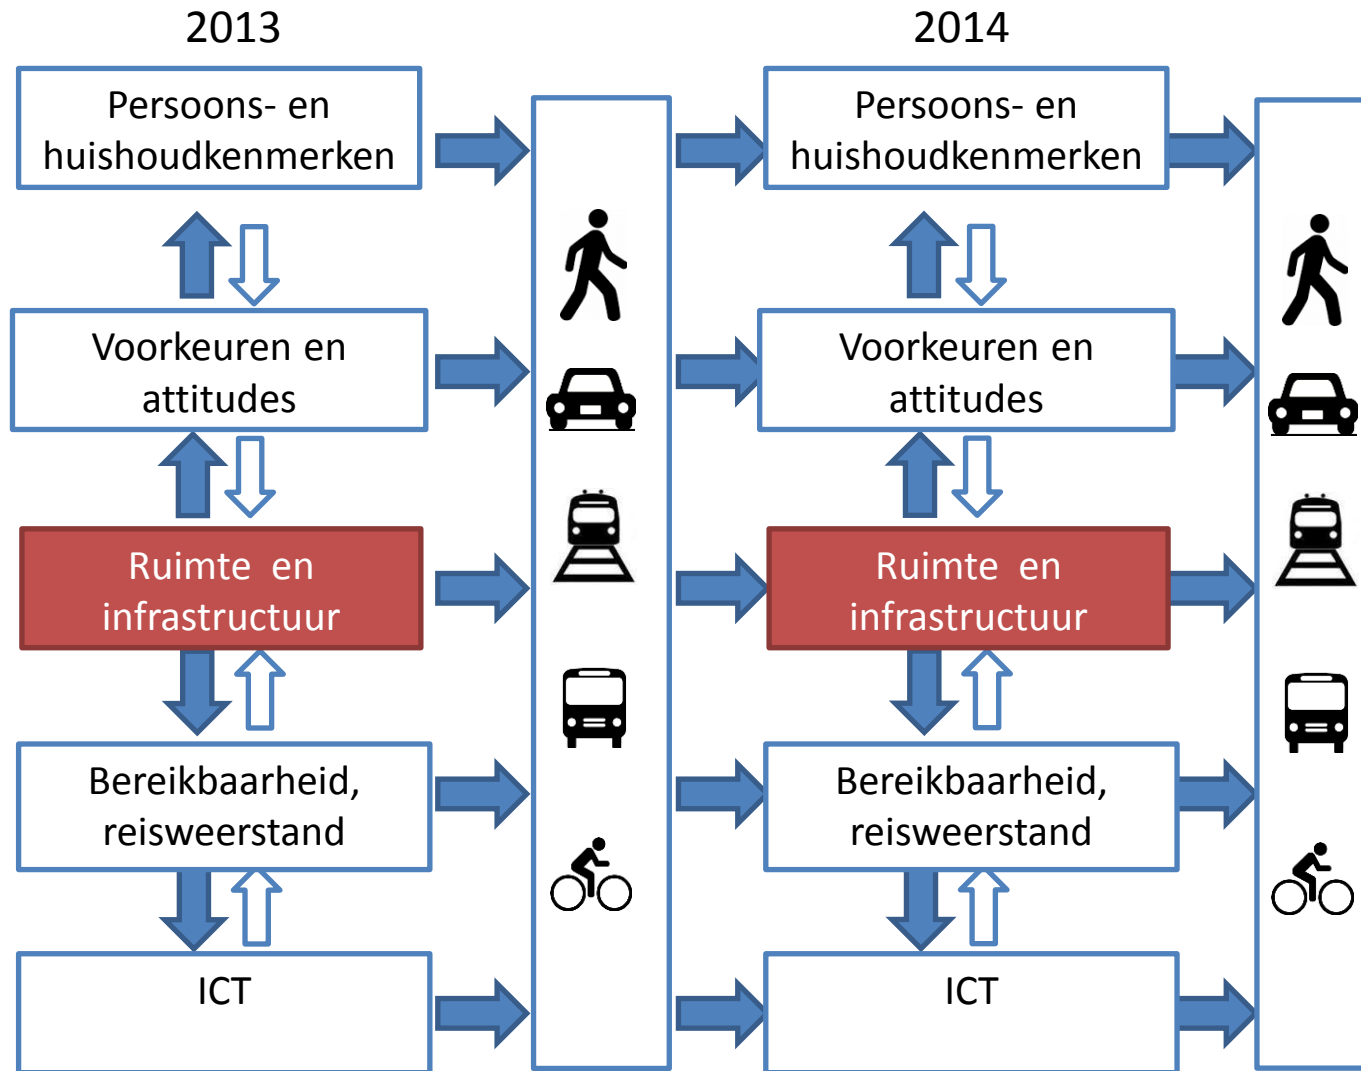 2013
Persoons- en
huishoudkenmerken
Voorkeuren en
attitudes
Ruimte en
infrastructuur
Bereikbaarheid,
reisweerstand
ICT
2014
Persoons- en
huishoudkenmerken
Voorkeuren en
attitudes
Ruimte en
infrastructuur
Bereikbaarheid,
reisweerstand
ICT